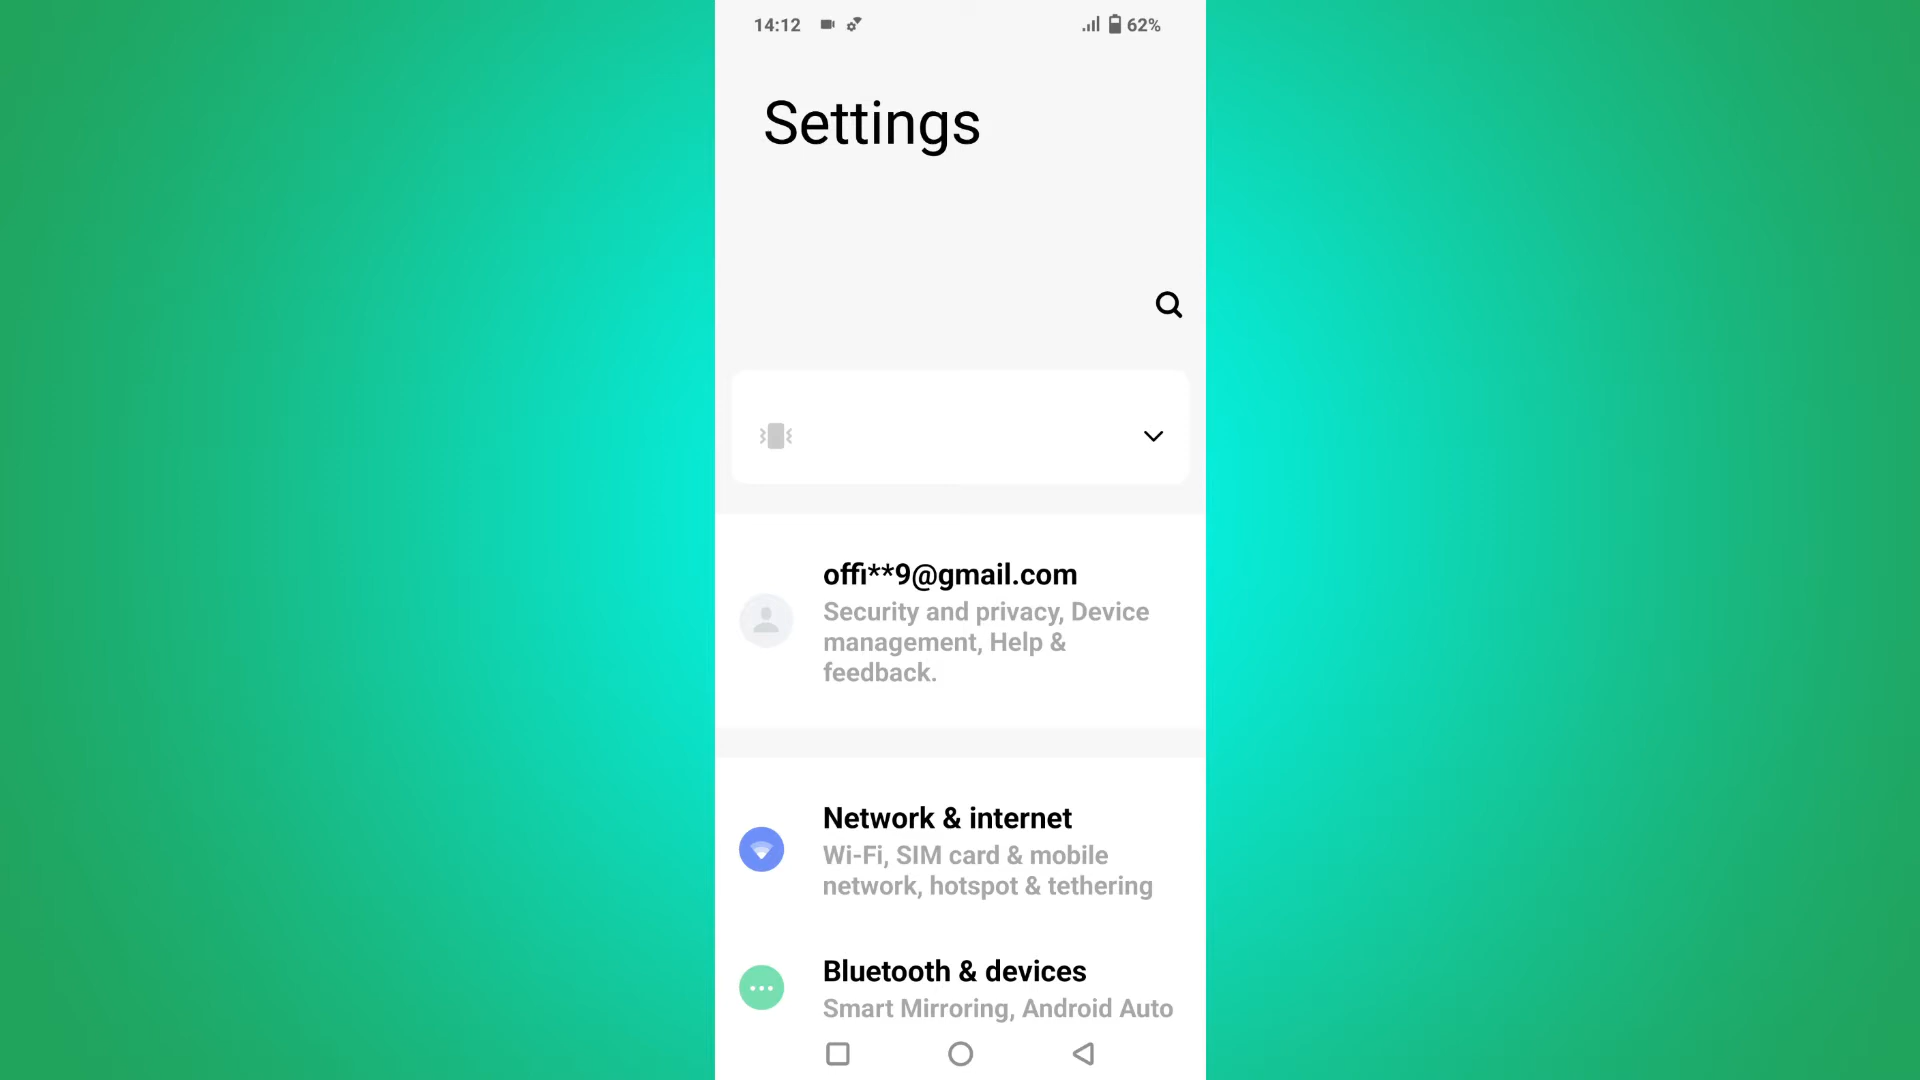 14:12
62%
Settings
offi**9@gmail.com
Security and privacy, Device
management, Help &
feedback.
Network & internet
Wi-Fi, SIM card & mobile
network, hotspot & tethering
Bluetooth & devices
Smart Mirroring, Android Auto